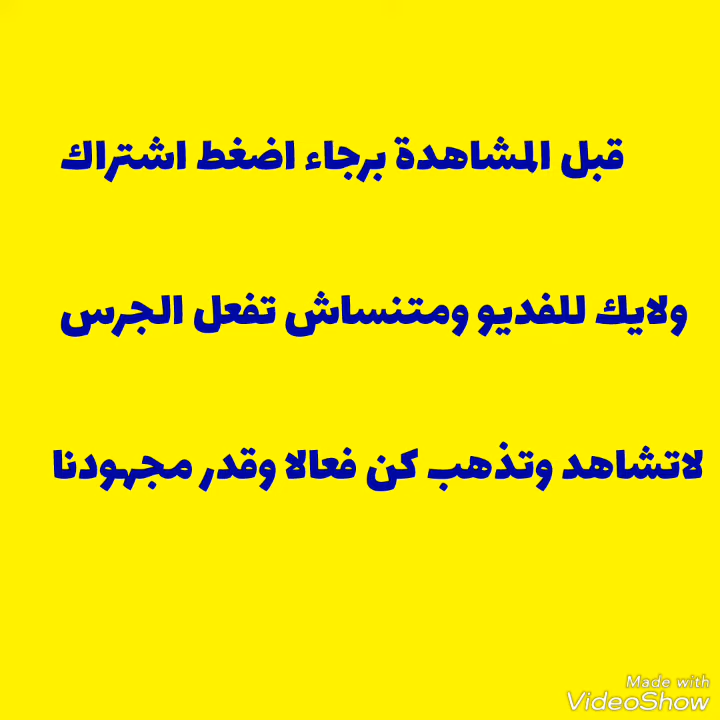 قبل المشاهدة برجاء اضغط اشتراك
ولايك للفديو ومتنساش تفعل الجرس
لاتشاهد وتذهب كن فعالا وقدر مجهودنا
Made with
VideoShow